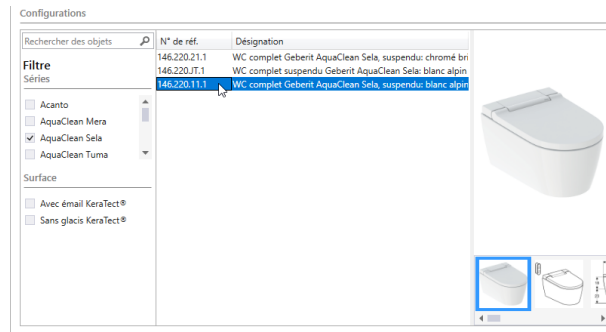 Configurations
Rechercher des objets
Filtre
Séries
Acanto
AquaClean Mera
AquaClean Sela
AquaClean Tuma
Surface
Avec émail KeraTect®
Sans glacis KeraTect®
N° de réf. Désignation
146.220.21.1 WC complet Geberit AquaClean Sela, suspendu: chromé bri
146.220.JT.1 WC complet suspendu Geberit AquaClean Sela: blanc alpin
146.220.11.1 WC complet Geberit AquaClean Sela, suspendu: blanc alpin